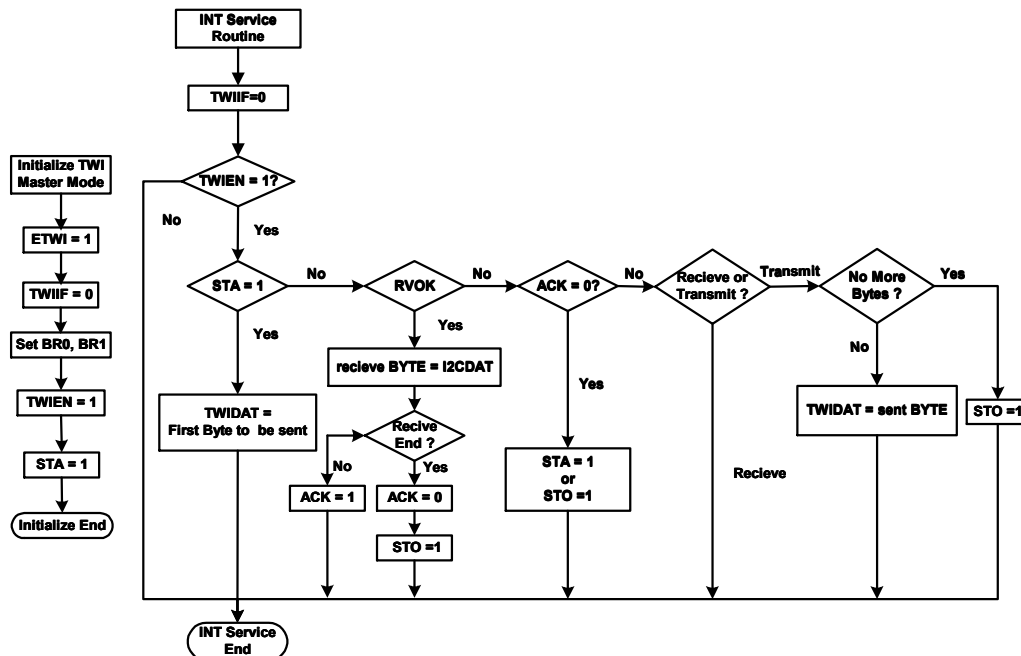 INT Service
Routine
TWIIF=0
Initialize TWI
Master Mode
ETWI = 1
TWIIF = 0
Set BR0, BR1
TWIEN = 1
STA = 1
Initialize End
TWIEN = 1?
No
Yes
STA = 1
No
Yes
TWIDAT =
First Byte to be sent
RVOK
No
Yes
recieve BYTE = I2CDAT
Recive
End ?
No
Yes
ACK = 1
ACK = 0
STO =1
ACK = 0?
No
Yes
STA = 1
or
STO =1
Recieve or
Transmit ?
Transmit
Recieve
No More
Bytes ?
Yes
No
TWIDAT = sent BYTE
STO =1
INT Service
End